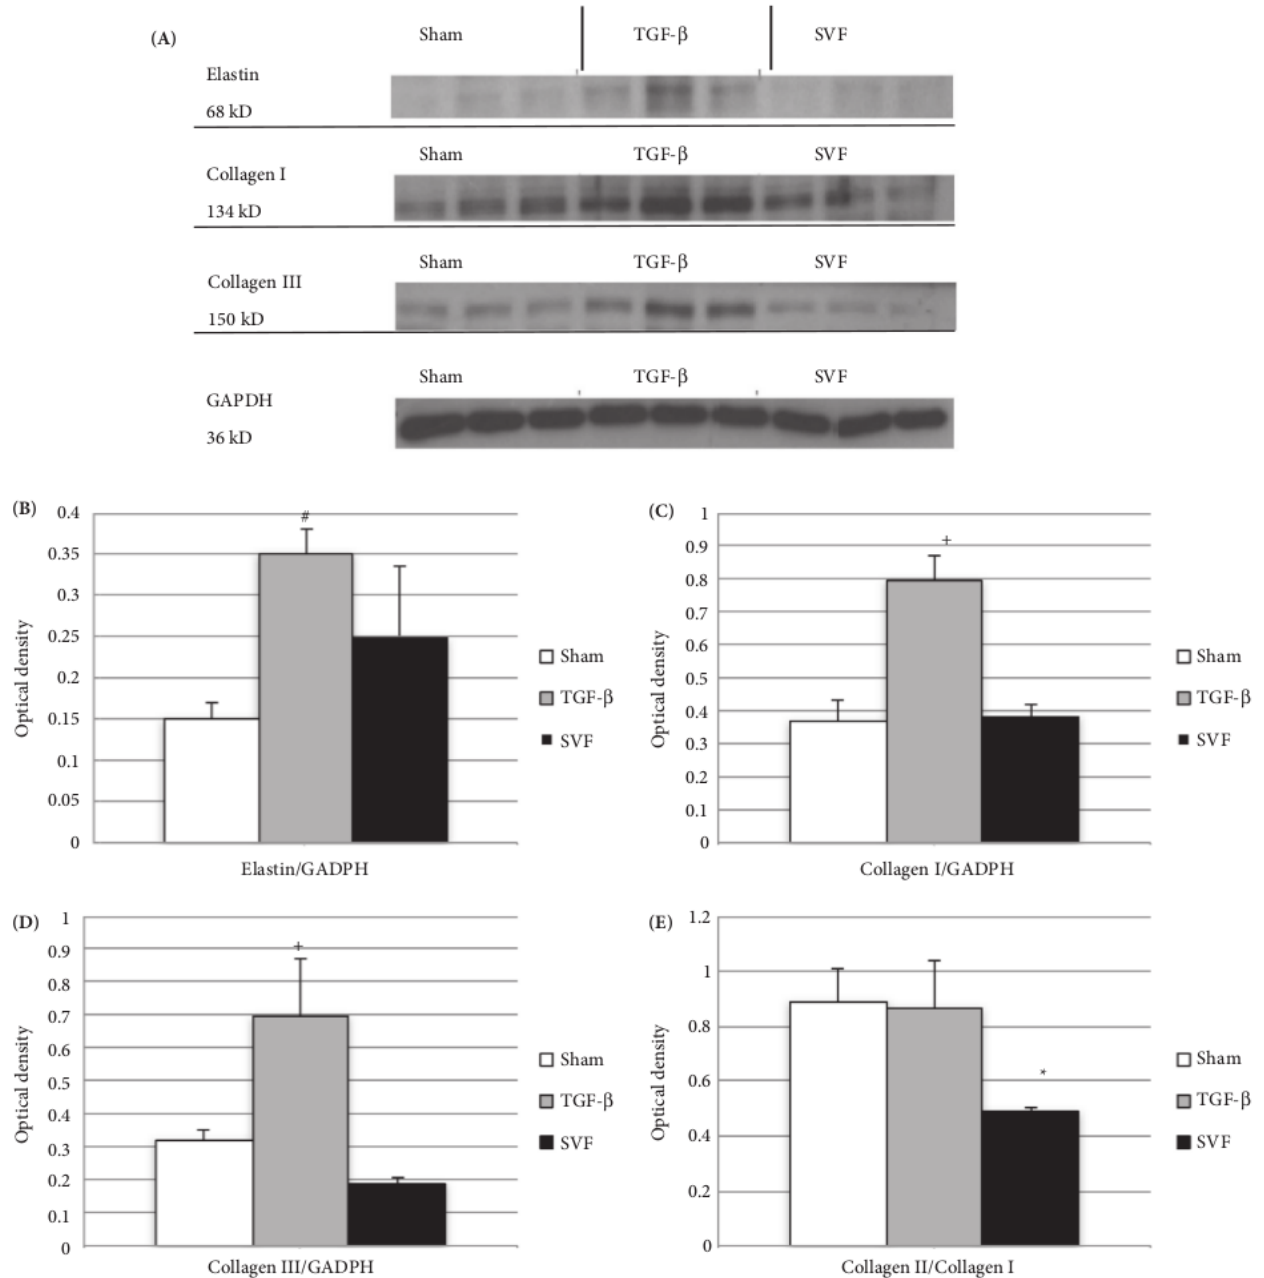 (A)
Sham TGF-β SVF
Elastin
68 kD
Sham TGF-β SVF
Collagen I
134 kD
Sham TGF-β SVF
Collagen III
150 kD
Sham TGF-β SVF
GAPDH
36 kD
(B)
0.4
0.35
0.3
0.25
0.2
0.15
0.1
0.05
0
Optical density
#
Sham
TGF-β
SVF
Elastin/GADPH
(C)
1
0.9
0.8
0.7
0.6
0.5
0.4
0.3
0.2
0.1
0
Optical density
+
Sham
TGF-β
SVF
Collagen I/GADPH
(D)
1
0.9
0.8
0.7
0.6
0.5
0.4
0.3
0.2
0.1
0
Optical density
+
Sham
TGF-β
SVF
Collagen III/GADPH
(E)
1.2
1
0.8
0.6
0.4
0.2
0
Optical density
*
Sham
TGF-β
SVF
Collagen II/Collagen I